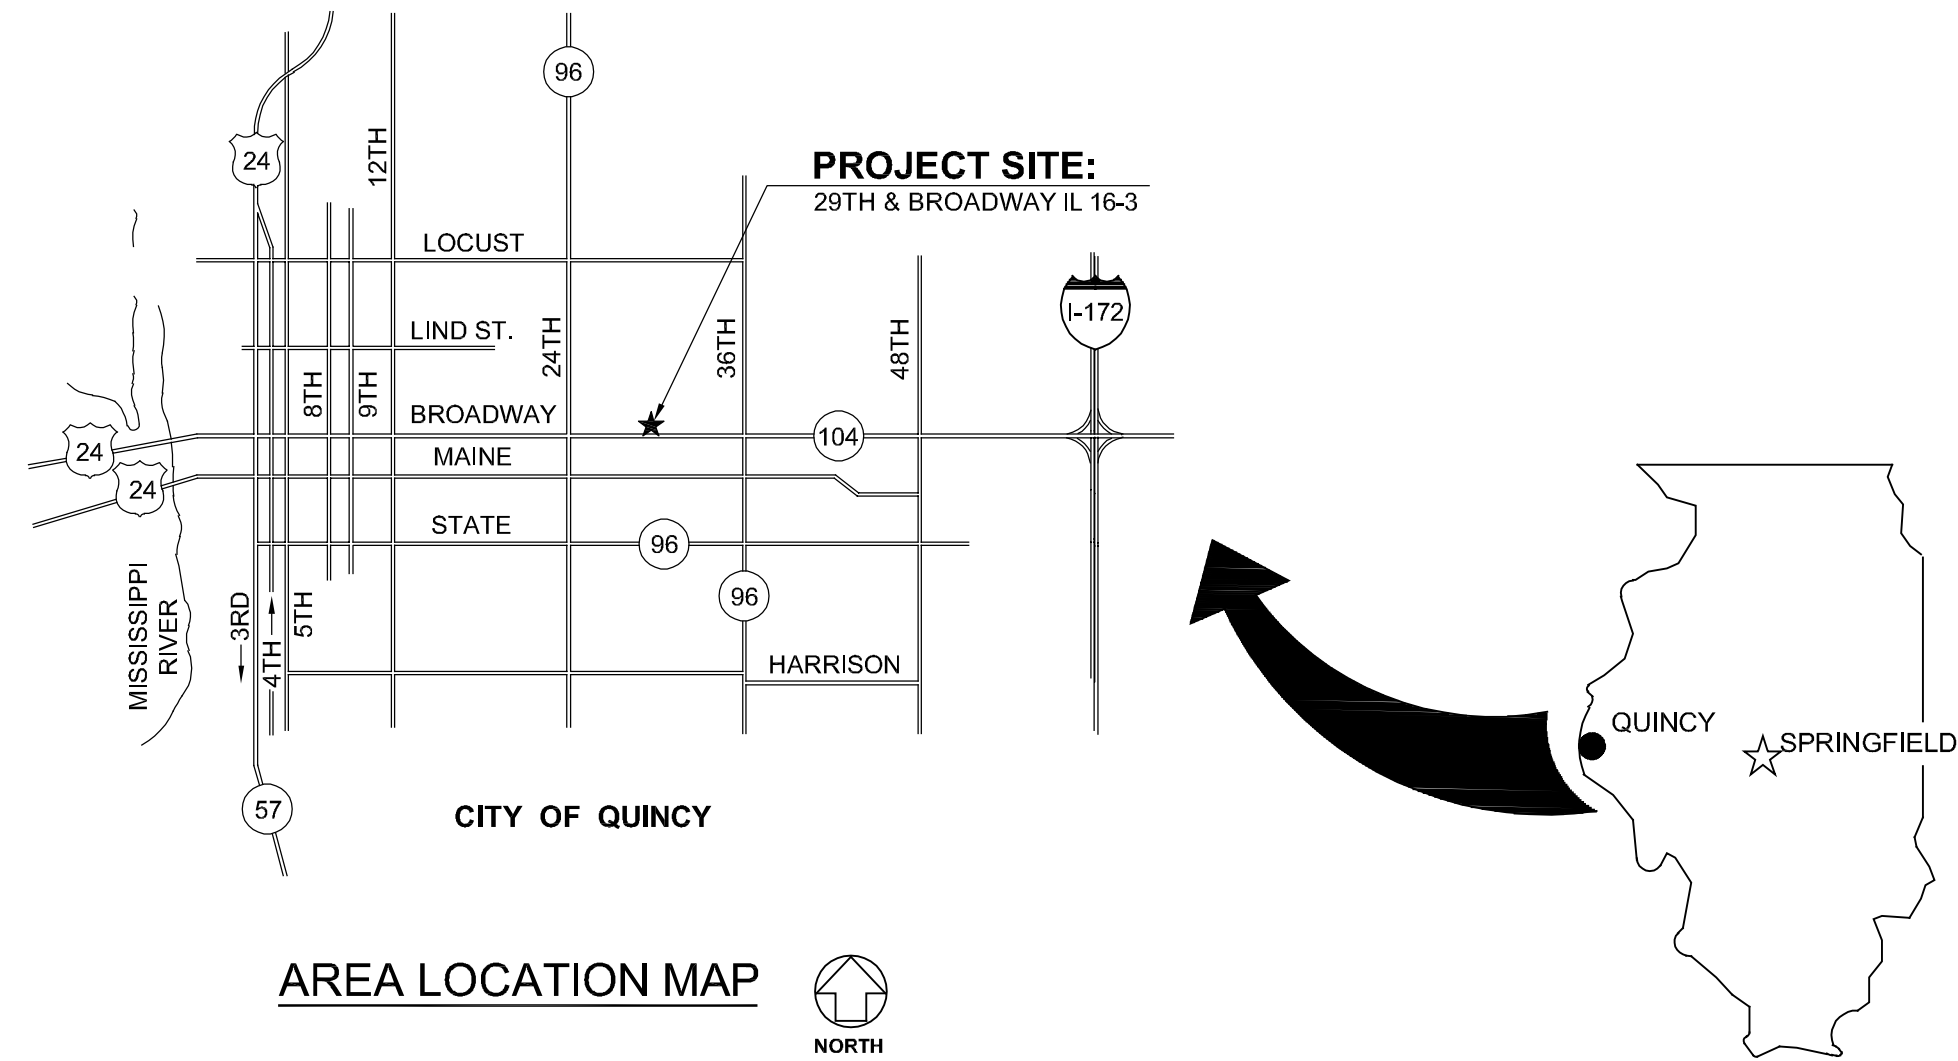 96
24
12TH
PROJECT SITE:
29TH & BROADWAY IL 16-3
LOCUST
I-172
LIND ST.
24TH
36TH
48TH
8TH
9TH
BROADWAY
104
24
MAINE
24
STATE
96
MISSISSIPPI
RIVER
3RD
4TH
5TH
96
HARRISON
QUINCY
SPRINGFIELD
57
CITY OF QUINCY
AREA LOCATION MAP
NORTH